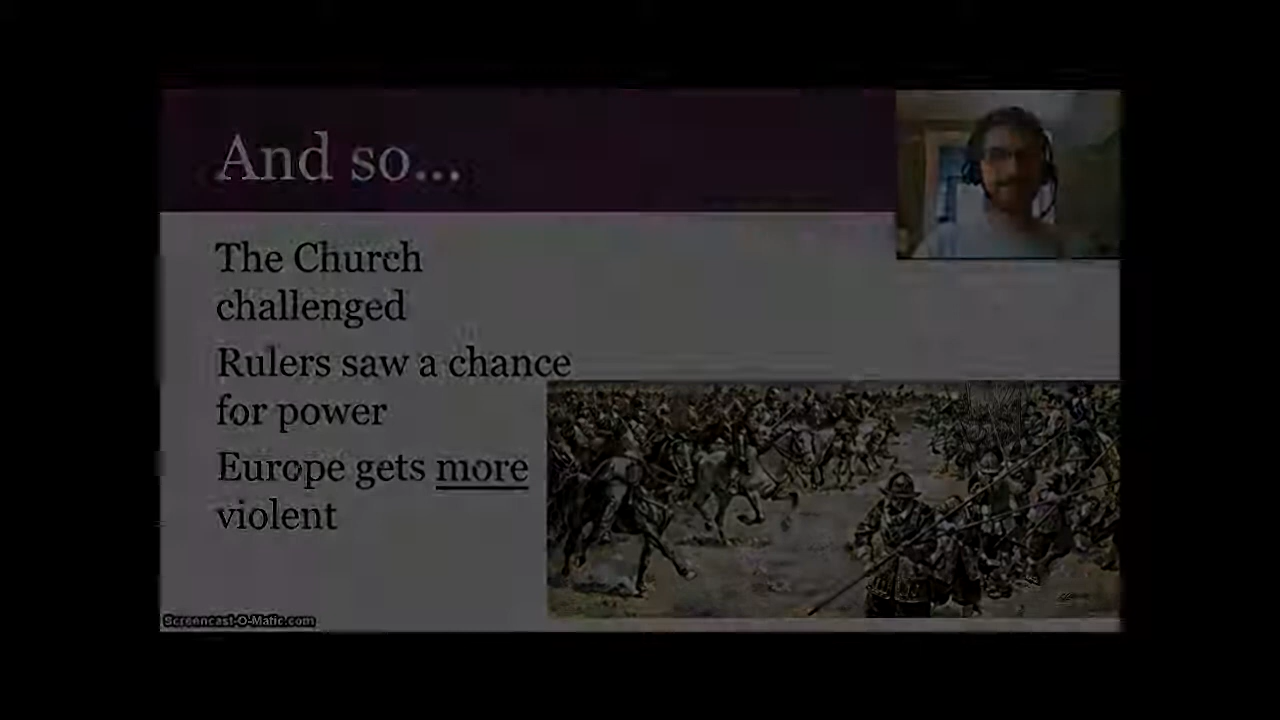 And so...
The Church
challenged
Rulers saw a chance
for power
Europe gets more
violent
Screencast-O-Matic.com